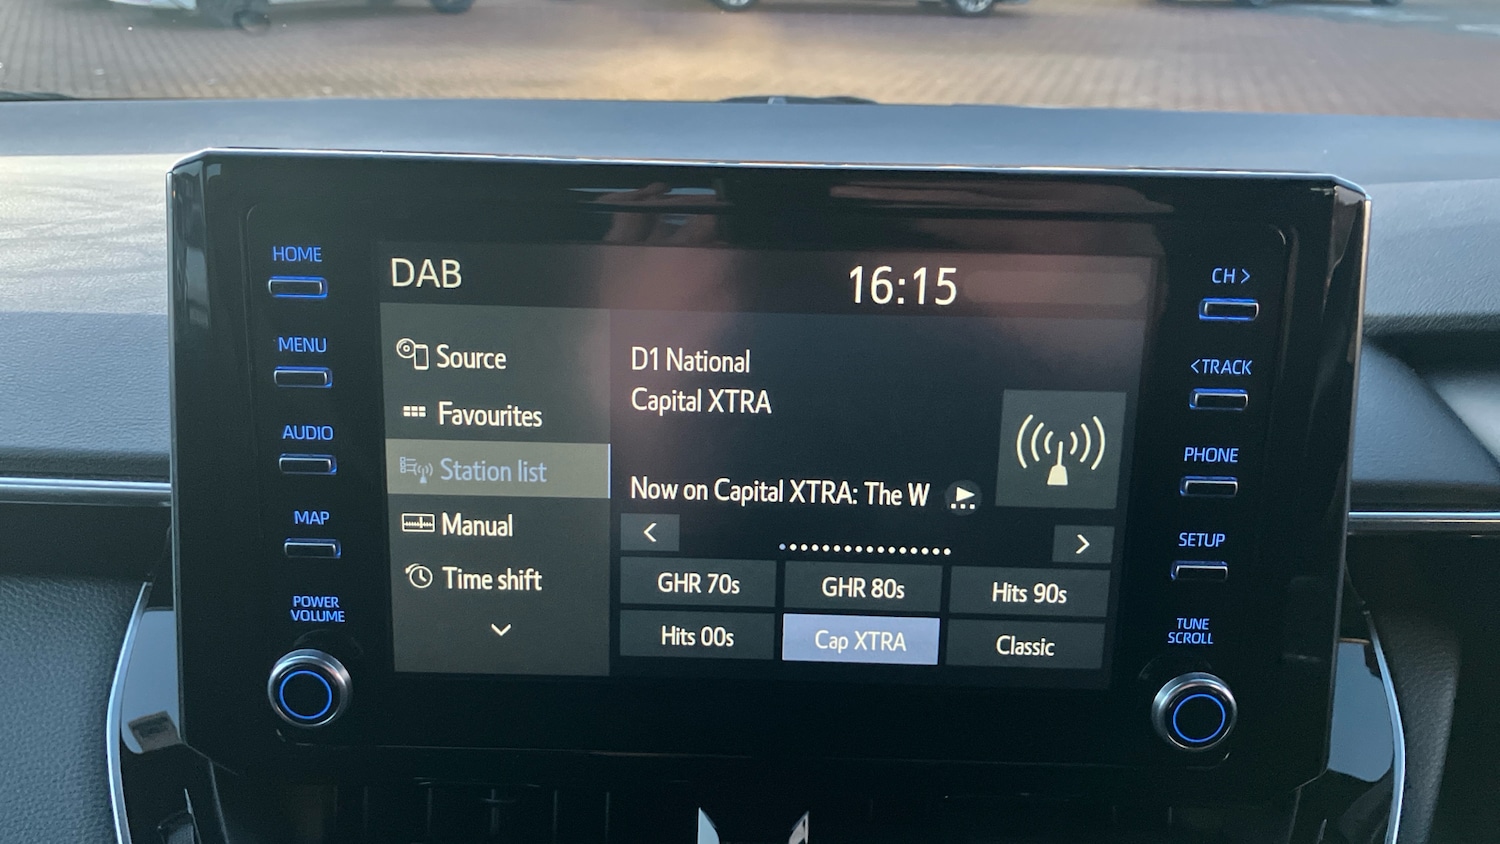 HOME
MENU
AUDIO
MAP
POWER
VOLUME
DAB
16:15
Source
Favourites
Station list
Manual
Time shift
D1 National
Capital XTRA
Now on Capital XTRA: The W
<
>
GHR 70s
GHR 80s
Hits 90s
Hits 00s
Cap XTRA
Classic
CH >
<TRACK
PHONE
SETUP
TUNE
SCROLL